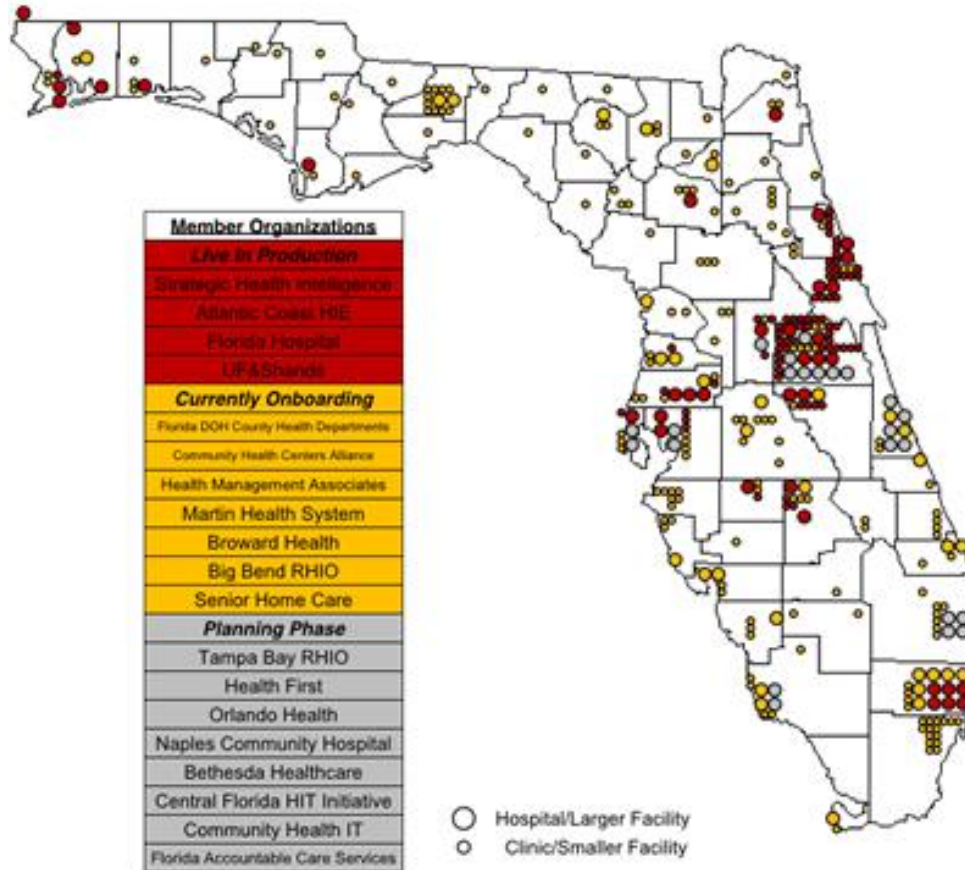 Member Organizations
Live In Production
Strategic Health Intelligence
Atlantic Coast HIE
Florida Hospital
UF&Shands
Currently Onboarding
Florida DOH County Health Departments
Community Health Centers Alliance
Health Management Associates
Martin Health System
Broward Health
Big Bend RHIO
Senior Home Care
Planning Phase
Tampa Bay RHIO
Health First
Orlando Health
Naples Community Hospital
Bethesda Healthcare
Central Florida HIT Initiative
Community Health IT
Florida Accountable Care Services
Hospital/Larger Facility
Clinic/Smaller Facility